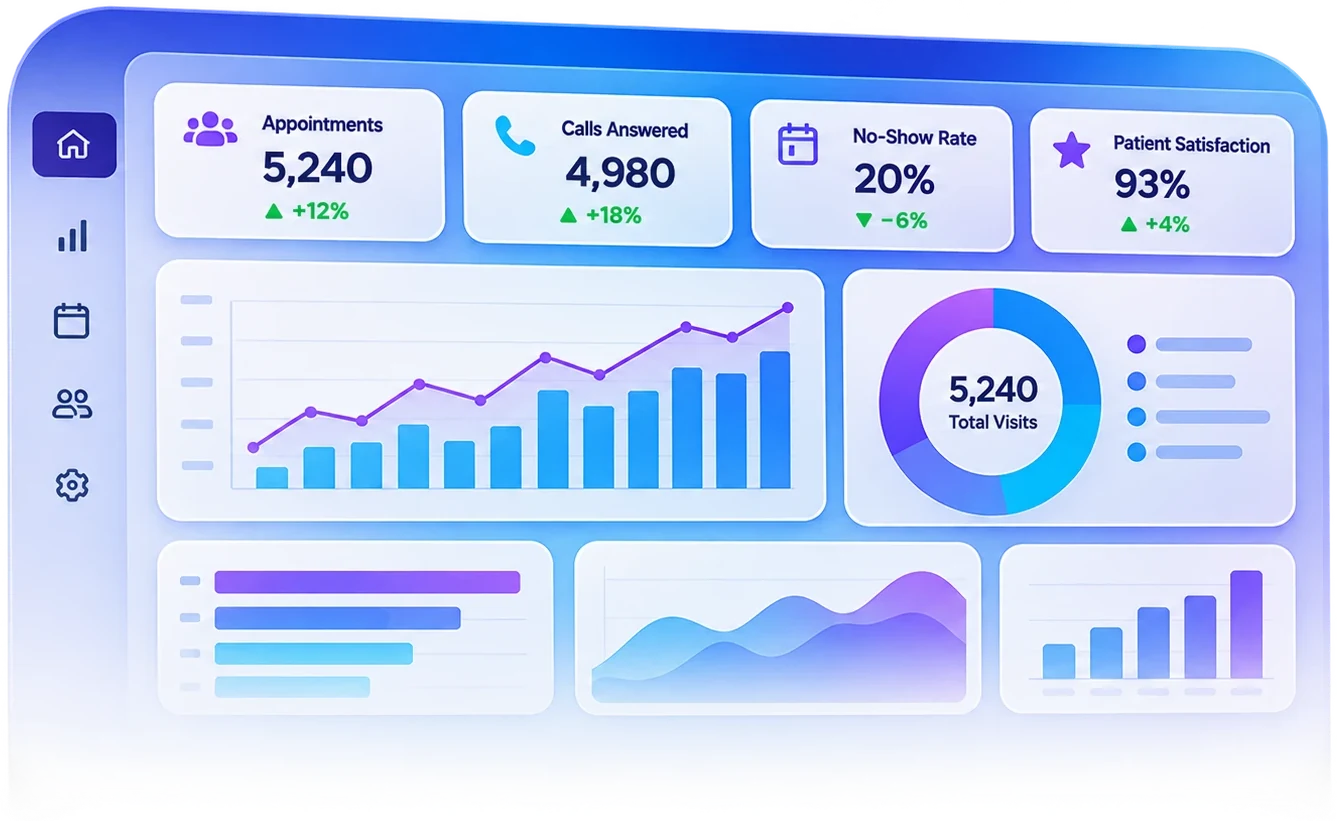 Appointments
5,240
▲ +12%
Calls Answered
4,980
▲ +18%
No-Show Rate
20%
▼ −6%
Patient Satisfaction
93%
▲ +4%
5,240
Total Visits